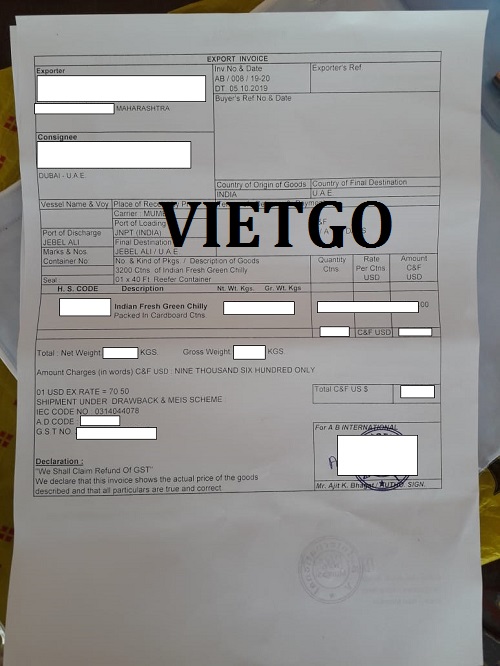 EXPORT INVOICE
Exporter
MAHARASHTRA
Inv.No.& Date
AB / 008 / 19-20
DT: 05.10.2019
Exporter's Ref.
Buyer's Ref No.& Date
Consignee
DUBAI - U.A.E.
Country of Origin of Goods
INDIA
Country of Final Destination
U.A.E.
Vessel Name & Voy
Place of
Carrier : MUM
VIETGO
Port of Loading
JNPT (INDIA)
Port of Discharge
JEBEL ALI
Final Destination
JEBEL ALI / U.A.E.
Marks & Nos.
Container No:
Seal
No. & Kind of Pkgs. / Description of Goods
3200 Ctns. of Indian Fresh Green Chilly
01 x 40 Ft. Reefer Container
Quantity
Ctns.
Rate
Per Ctns
USD
Amount
C&F
USD
H. S. CODE
Description
Nt. Wt. Kgs.
Gr. Wt. Kgs.
Indian Fresh Green Chilly
Packed In Cardboard Ctns.
00
C&F USD
Total : Net Weight
KGS.
Gross Weight
KGS.
Amount Charges (in words) C&F USD : NINE THOUSAND SIX HUNDRED ONLY
01 USD EX RATE = 70.50
SHIPMENT UNDER DRAWBACK & MEIS SCHEME
IEC CODE NO : 0314044078
A D CODE :
G S T NO.
Total C&F US $
For A B INTERNATIONAL
Mr. Ajit K. Bhagat / AUTHO. SIGN.
Declaration :
"We Shall Claim Refund Of GST"
We declare that this invoice shows the actual price of the goods
described and that all particulars are true and correct